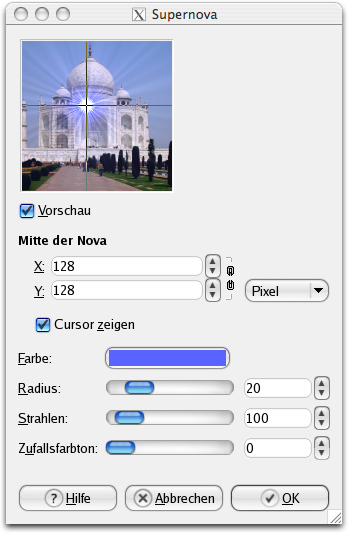 Supernova
Vorschau
Mitte der Nova
X: 128
Y: 128 Pixel
Cursor zeigen
Farbe:
Radius: 20
Strahlen: 100
Zufallsfarbton: 0
Hilfe Abbrechen OK